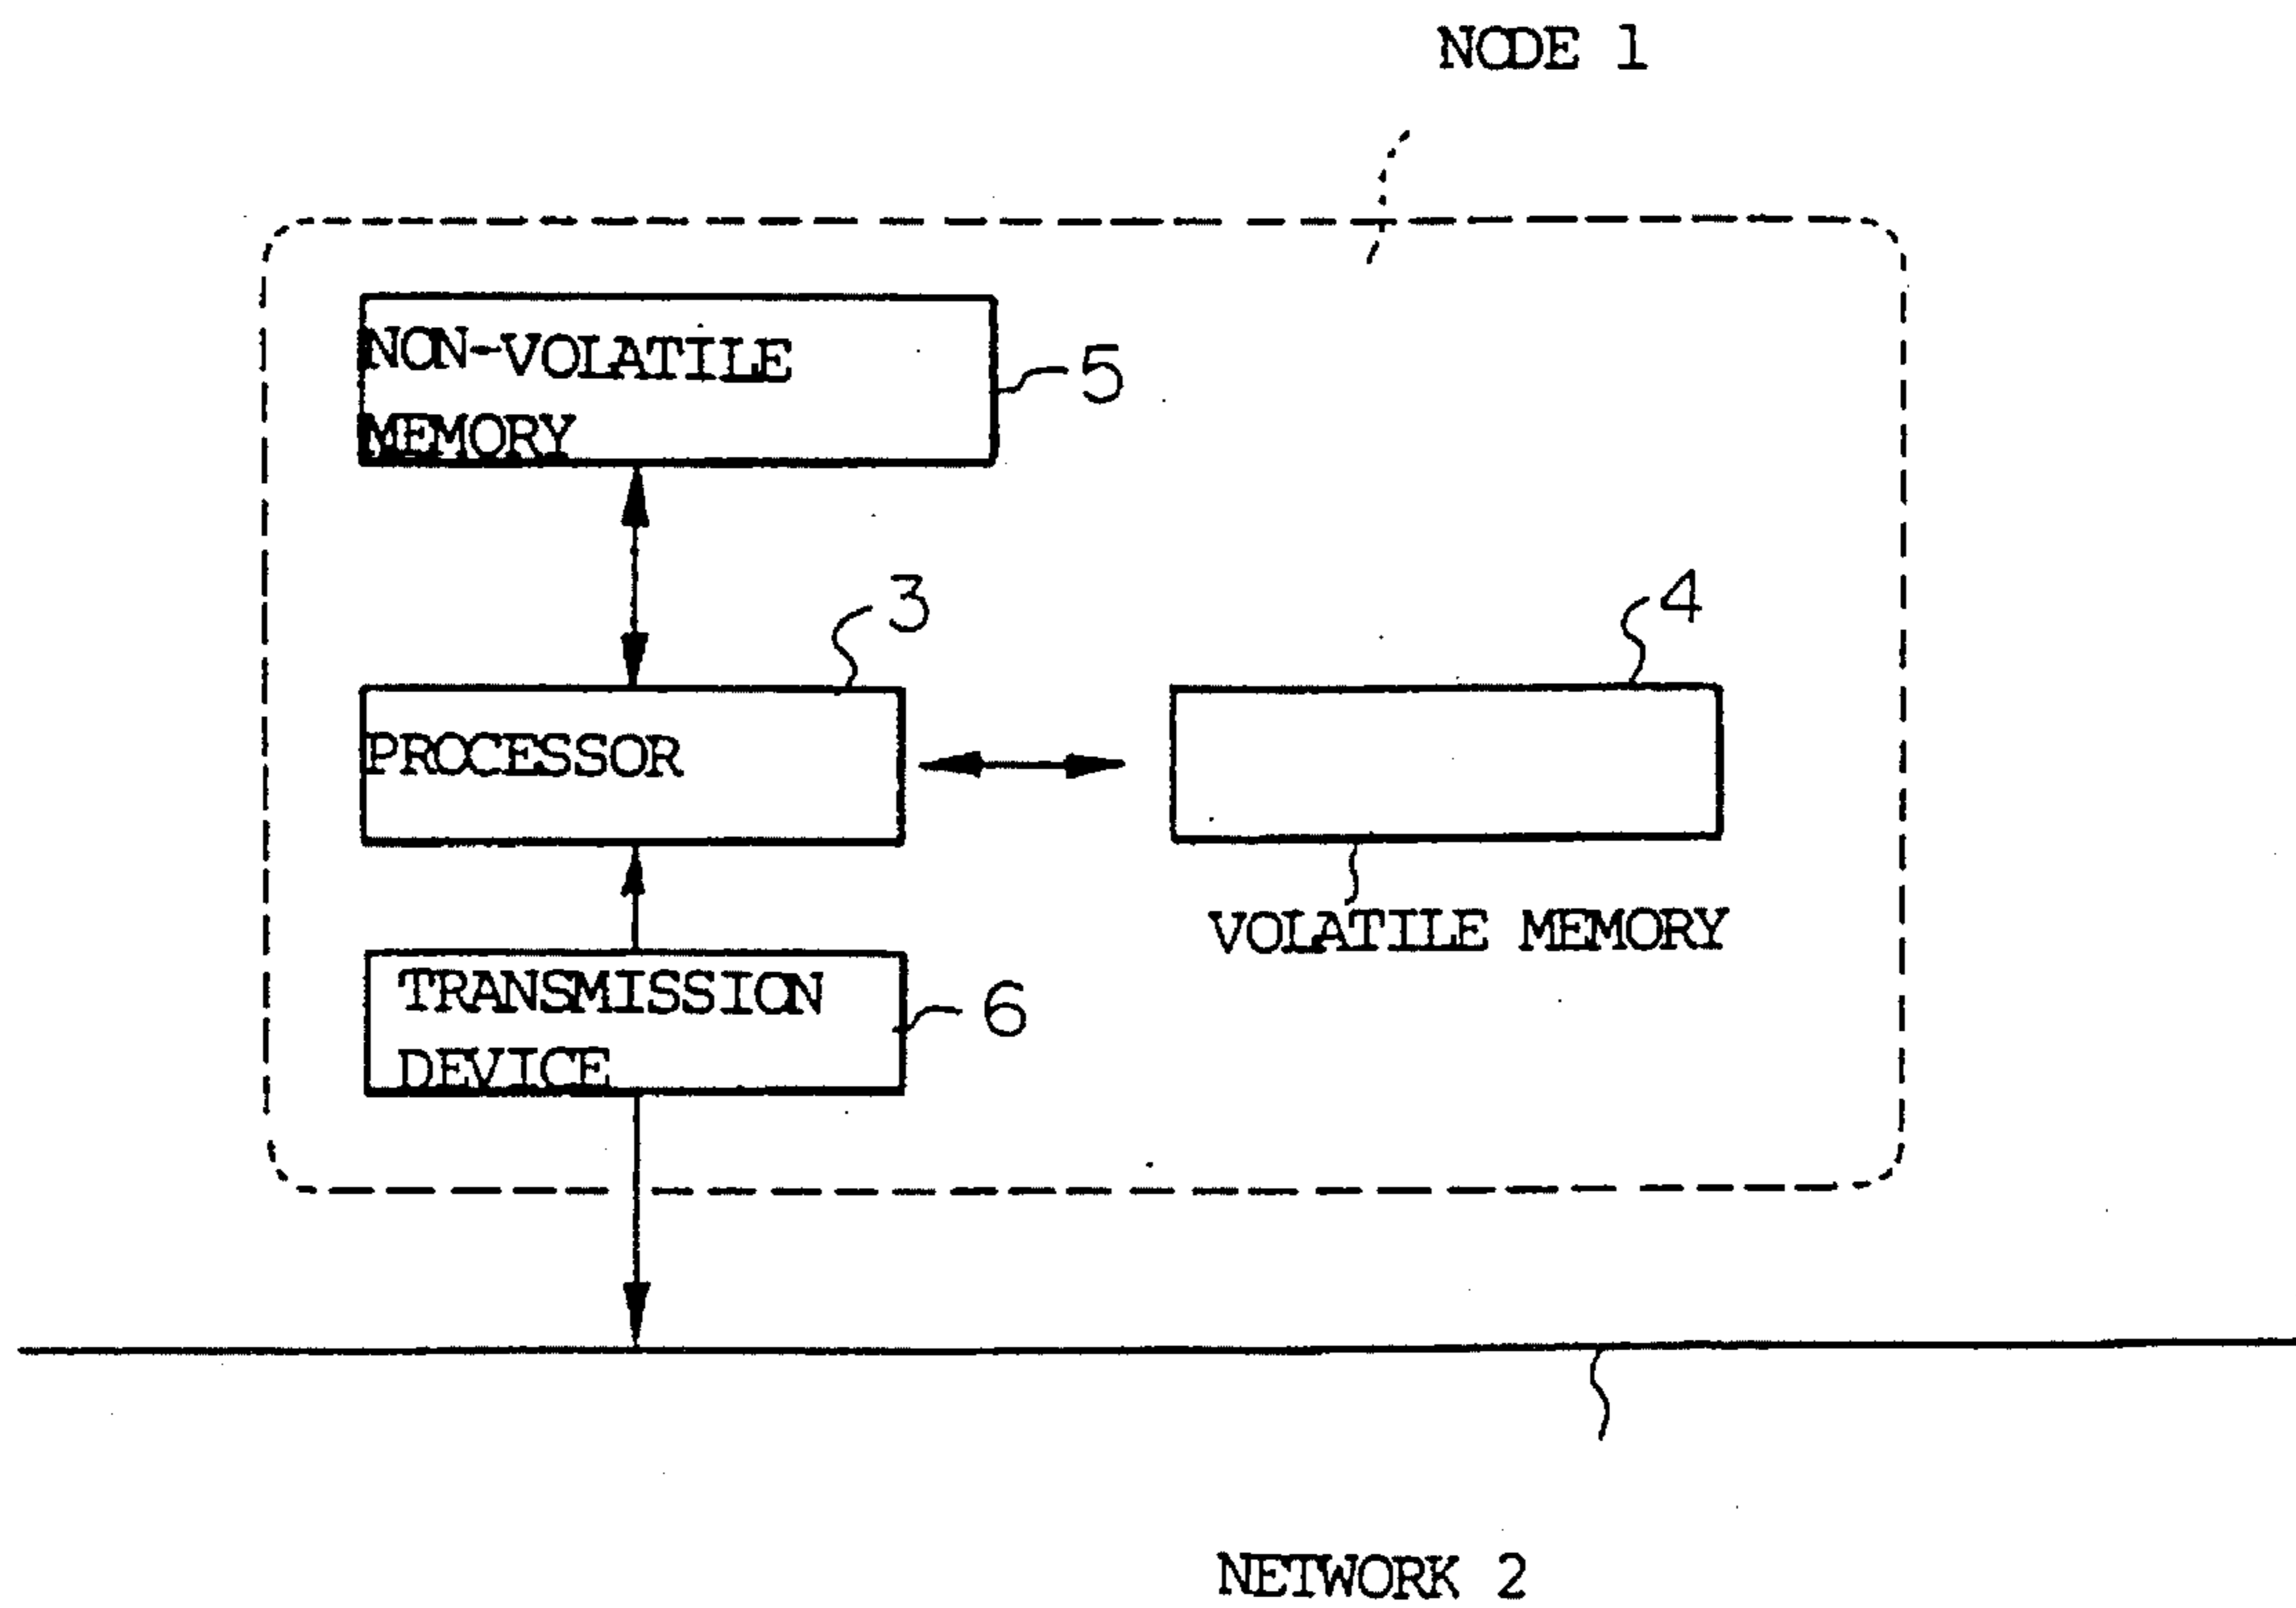 NODE 1
NON-VOLATILE
MEMORY
5
3
4
PROCESSOR
VOLATILE MEMORY
TRANSMISSION
DEVICE
6
NETWORK 2